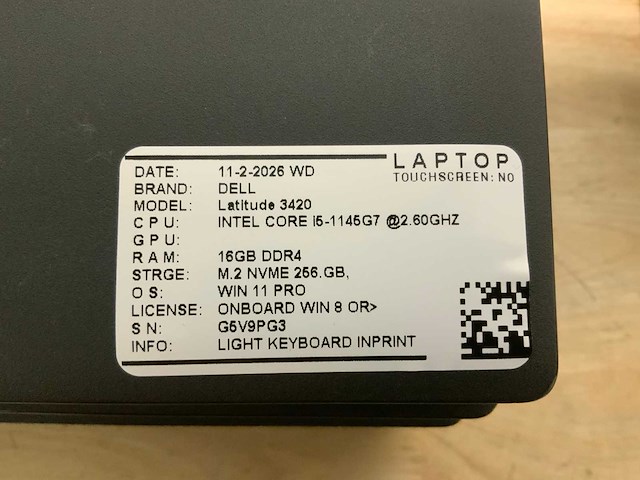 LAPTOP
TOUCHSCREEN: NO
DATE: 11-2-2026 WD
BRAND: DELL
MODEL: Latitude 3420
CPU: INTEL CORE i5-1145G7 @2.60GHZ
GPU:
RAM: 16GB DDR4
STRGE: M.2 NVME 256.GB,
OS: WIN 11 PRO
LICENSE: ONBOARD WIN 8 OR>
SN: G5V9PG3
INFO: LIGHT KEYBOARD INPRINT